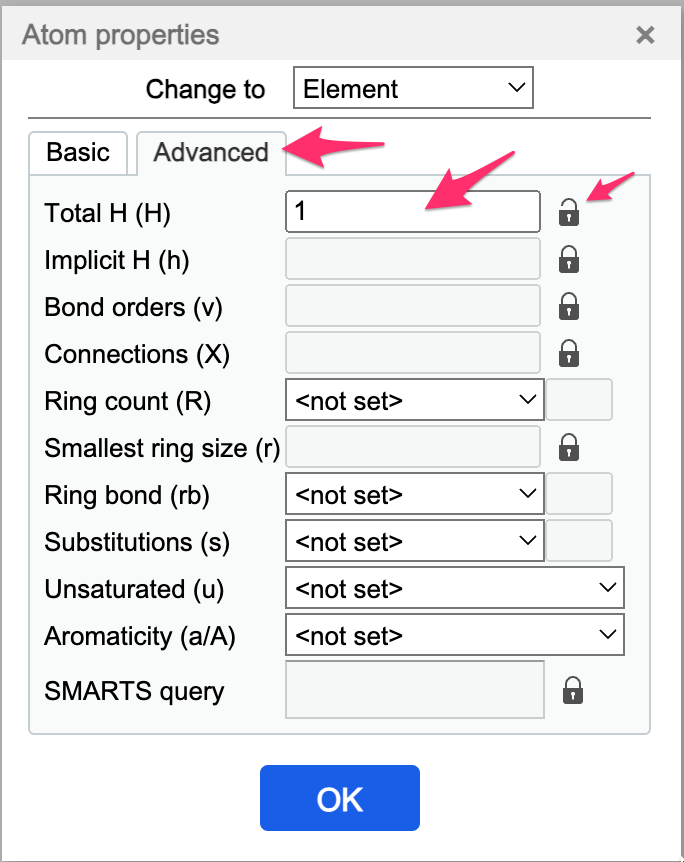 Atom properties ×
Change to Element
Basic Advanced
Total H (H) 1
Implicit H (h)
Bond orders (v)
Connections (X)
Ring count (R) <not set>
Smallest ring size (r)
Ring bond (rb) <not set>
Substitutions (s) <not set>
Unsaturated (u) <not set>
Aromaticity (a/A) <not set>
SMARTS query
OK